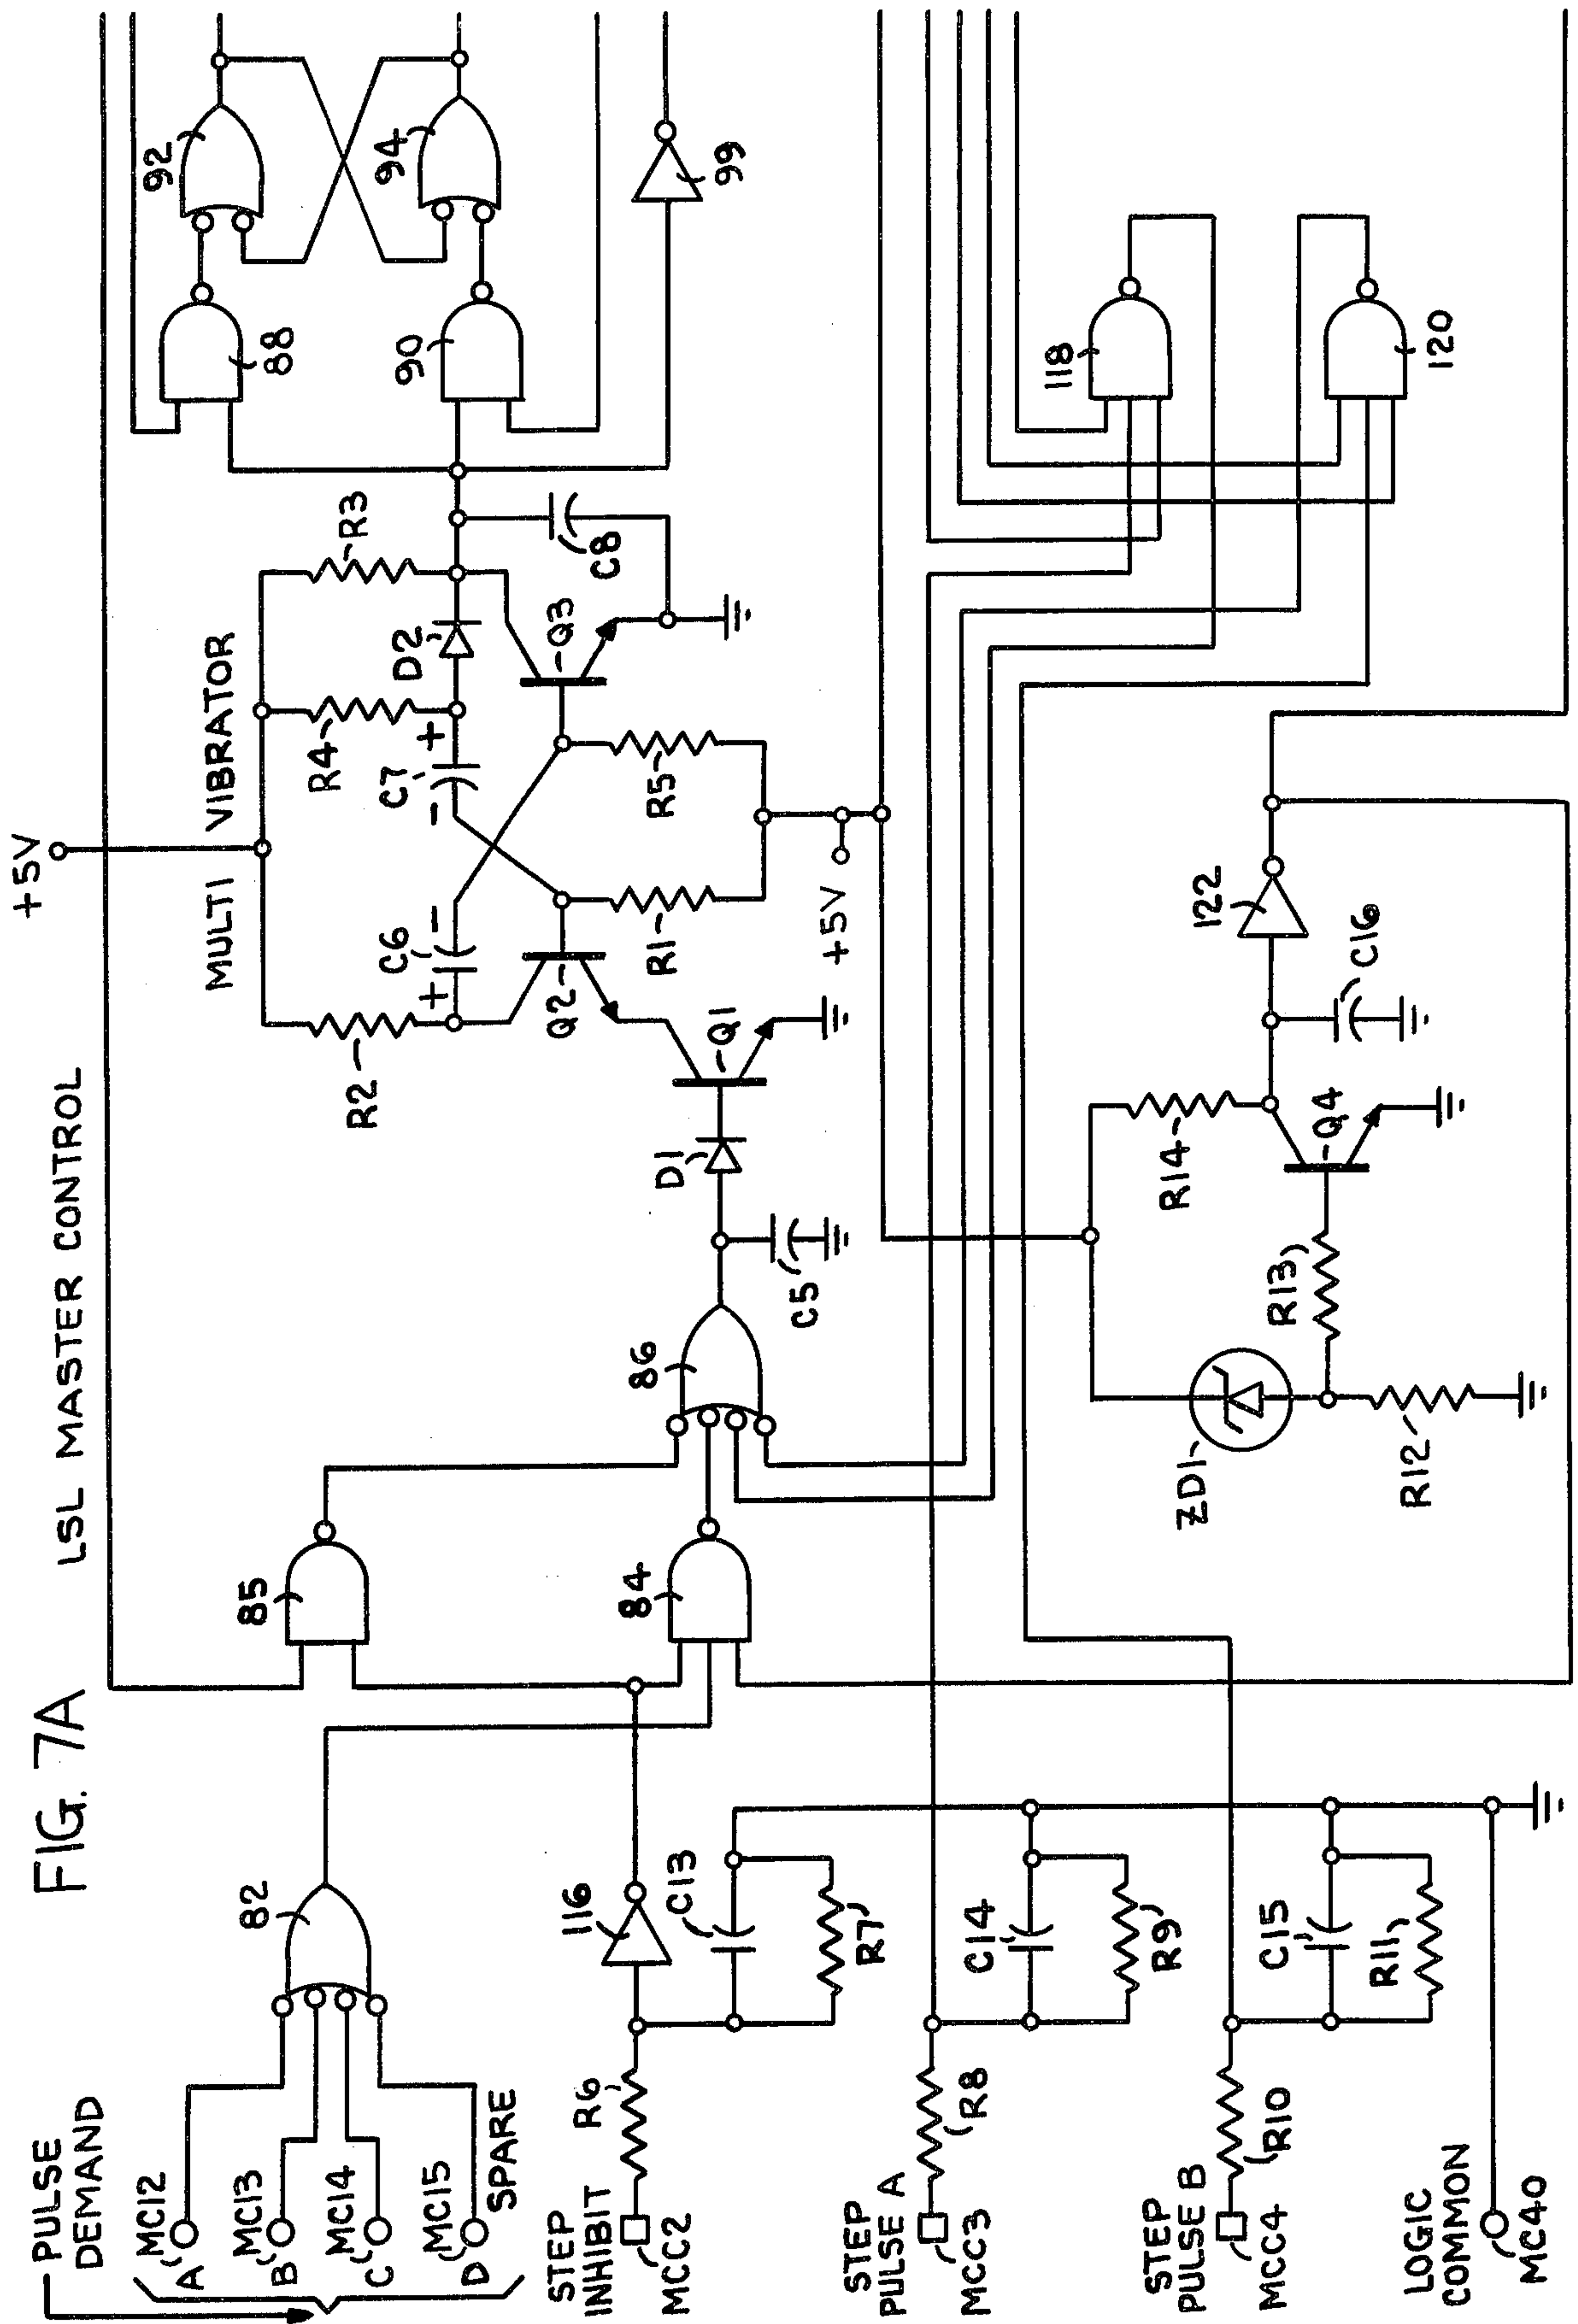 FIG. 7A
LSL MASTER CONTROL
+5V
MULTI VIBRATOR
PULSE
DEMAND
A
MC12
B
MC13
C
MC14
D
MC15
SPARE
82
85
84
86
STEP
INHIBIT
MCC2
R6
116
C13
R7
STEP
PULSE A
MCC3
R8
C14
R9
STEP
PULSE B
MCC4
R10
C15
R11
LOGIC
COMMON
MC40
C5
D1
Q1
Q2
R2
C6
+
-
R1
+5V
R4
C7
+
-
R5
D2
R3
Q3
C8
88
90
92
94
99
118
120
ZD1
R12
R13
R14
Q4
C16
122